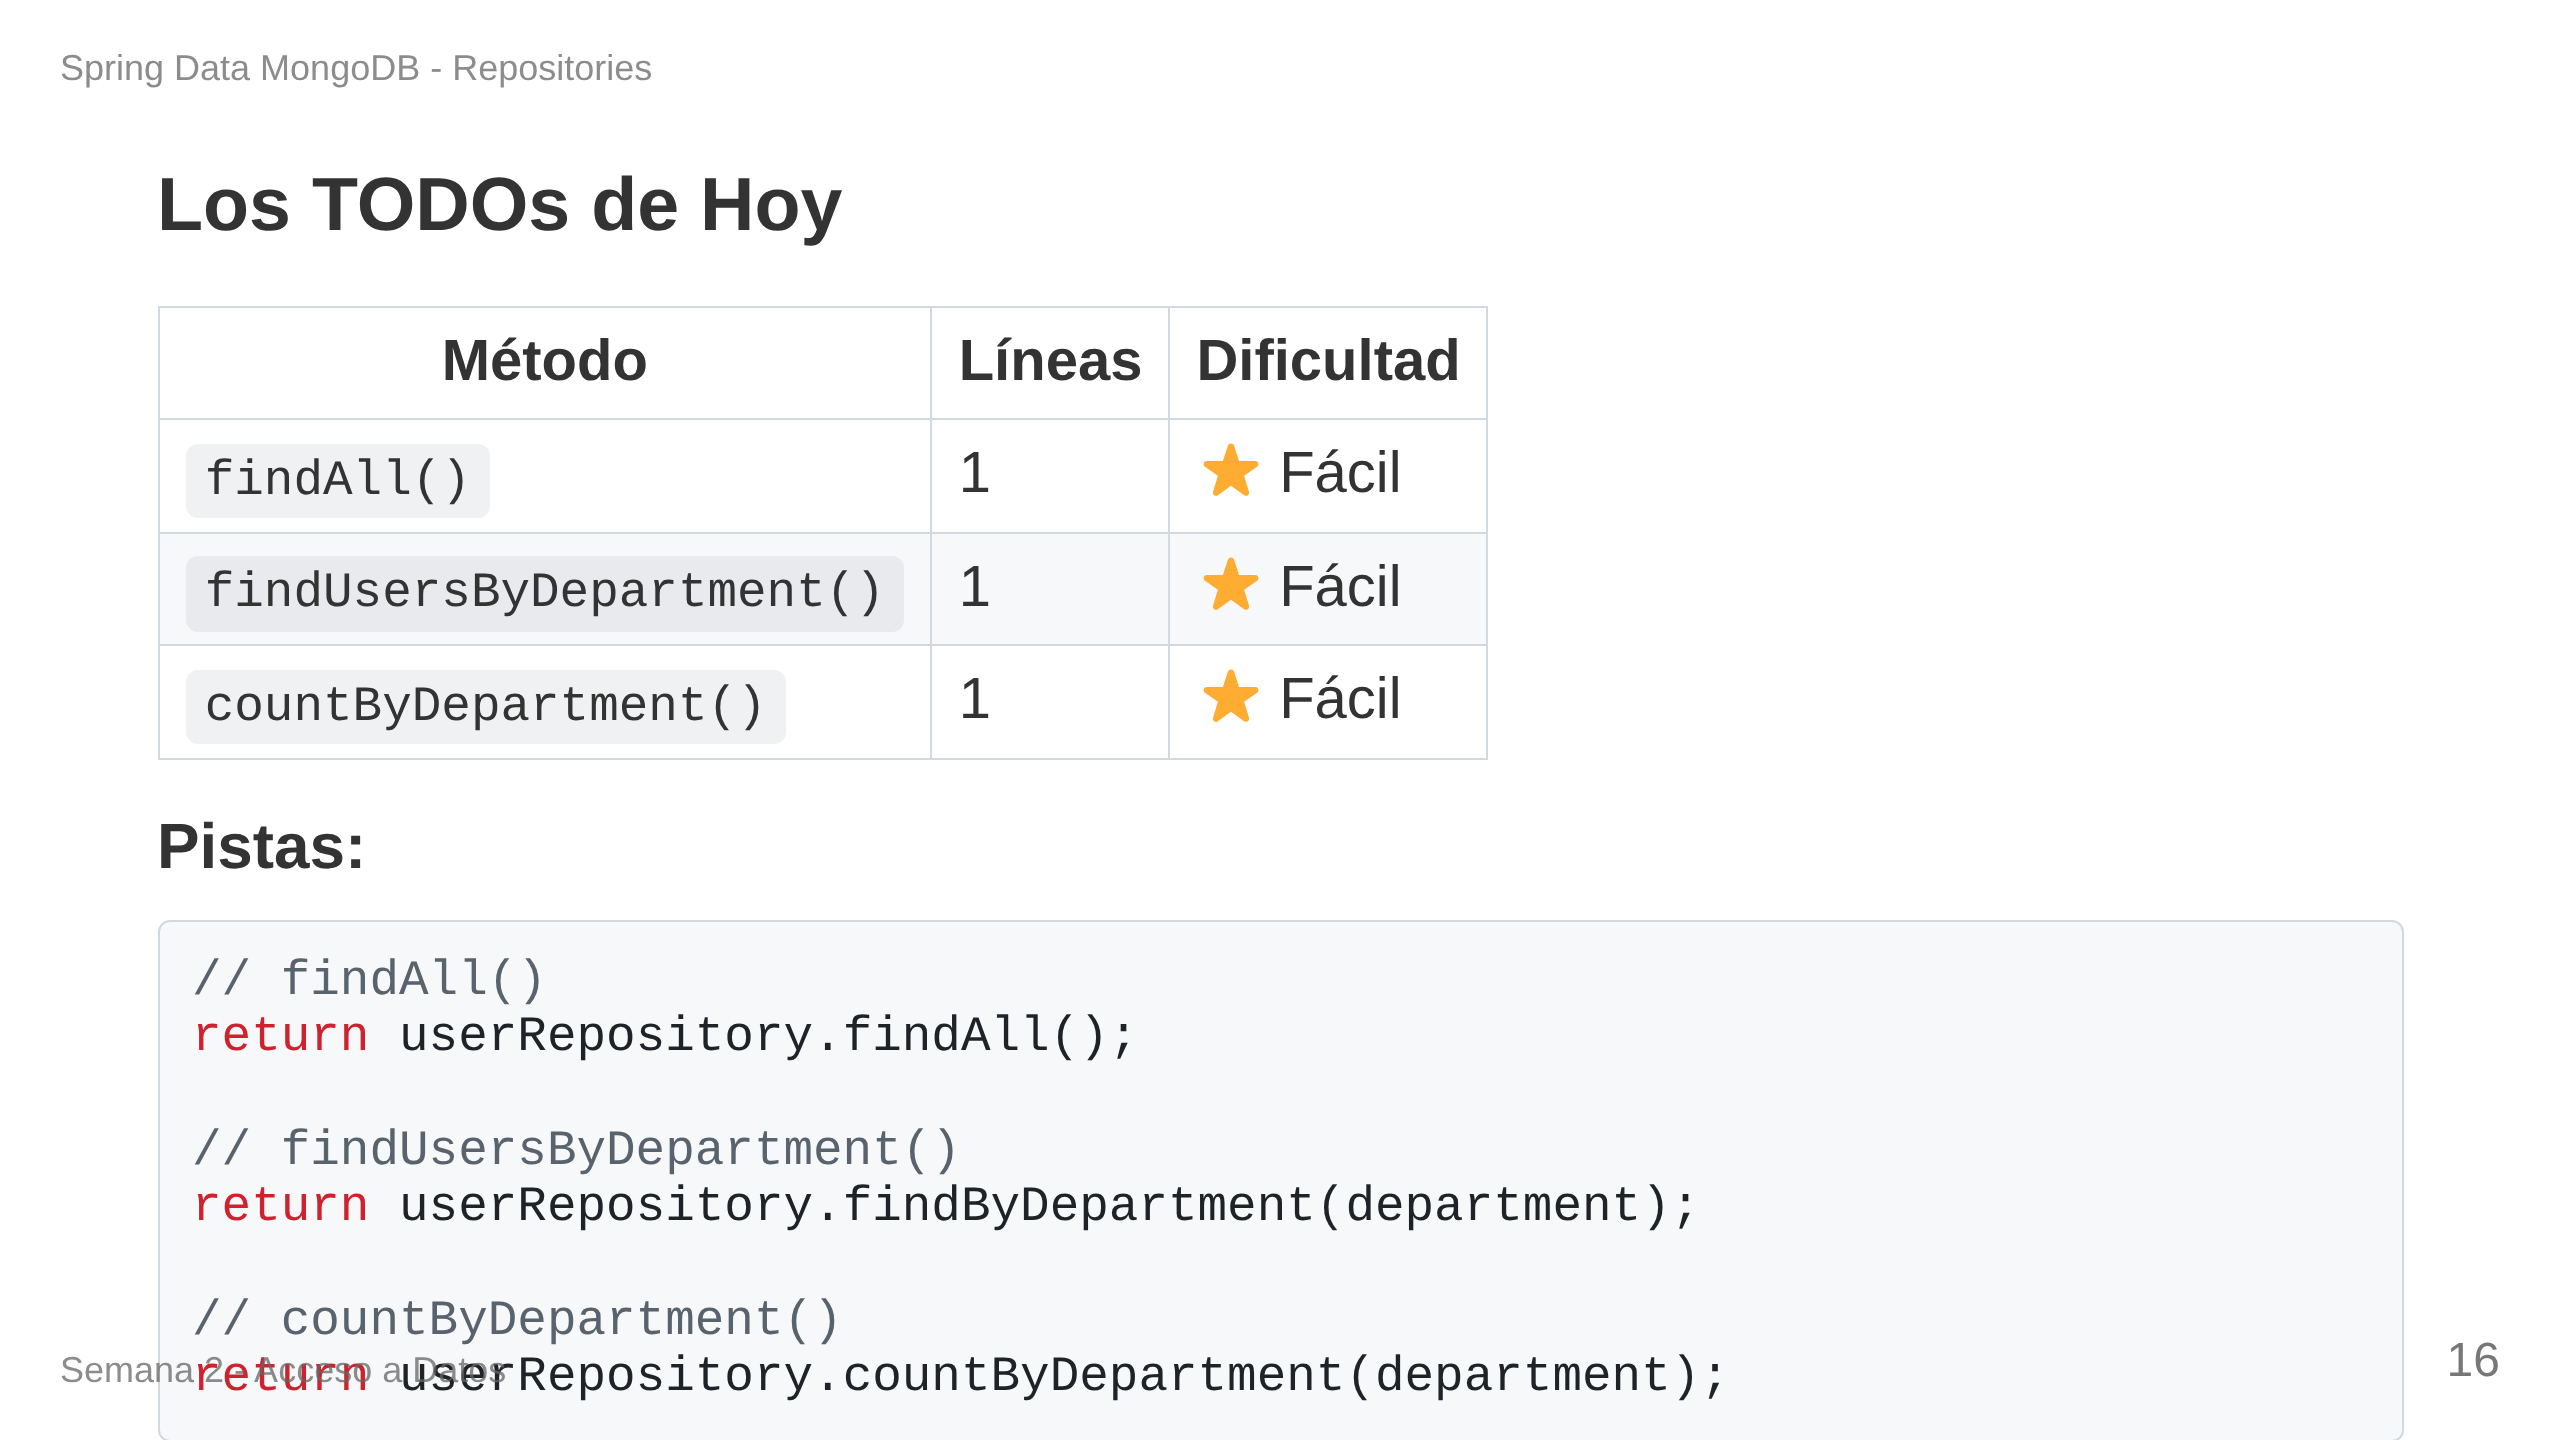 Spring Data MongoDB - Repositories
Los TODOs de Hoy
Método Líneas Dificultad
findAll() 1 ⭐ Fácil
findUsersByDepartment() 1 ⭐ Fácil
countByDepartment() 1 ⭐ Fácil
Pistas:
// findAll()
return userRepository.findAll();
// findUsersByDepartment()
return userRepository.findByDepartment(department);
// countByDepartment()
return userRepository.countByDepartment(department);
Semana 2 - Acceso a Datos
16